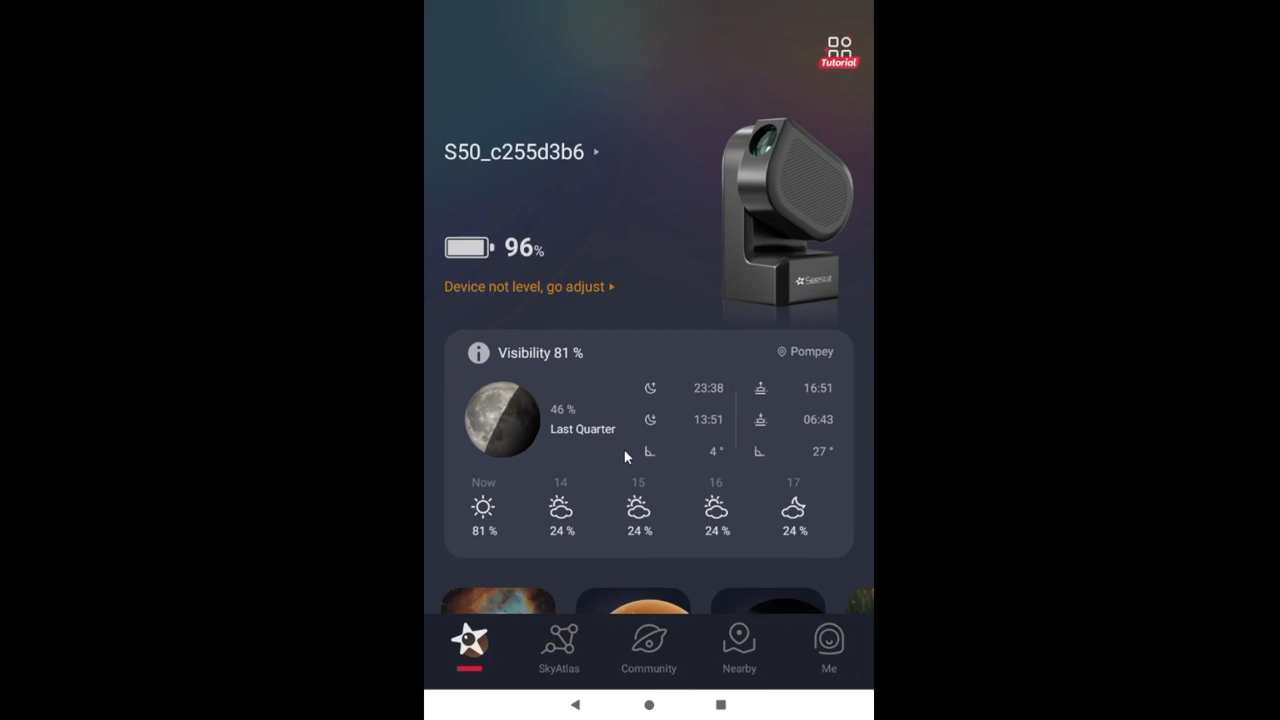 Tutorial
S50_c255d3b6
96%
Device not level, go adjust
Seestar
Visibility 81 %
Pompey
23:38
16:51
46 %
13:51
06:43
Last Quarter
4 °
27 °
Now 14 15 16 17
81 % 24 % 24 % 24 % 24 %
SkyAtlas Community Nearby Me